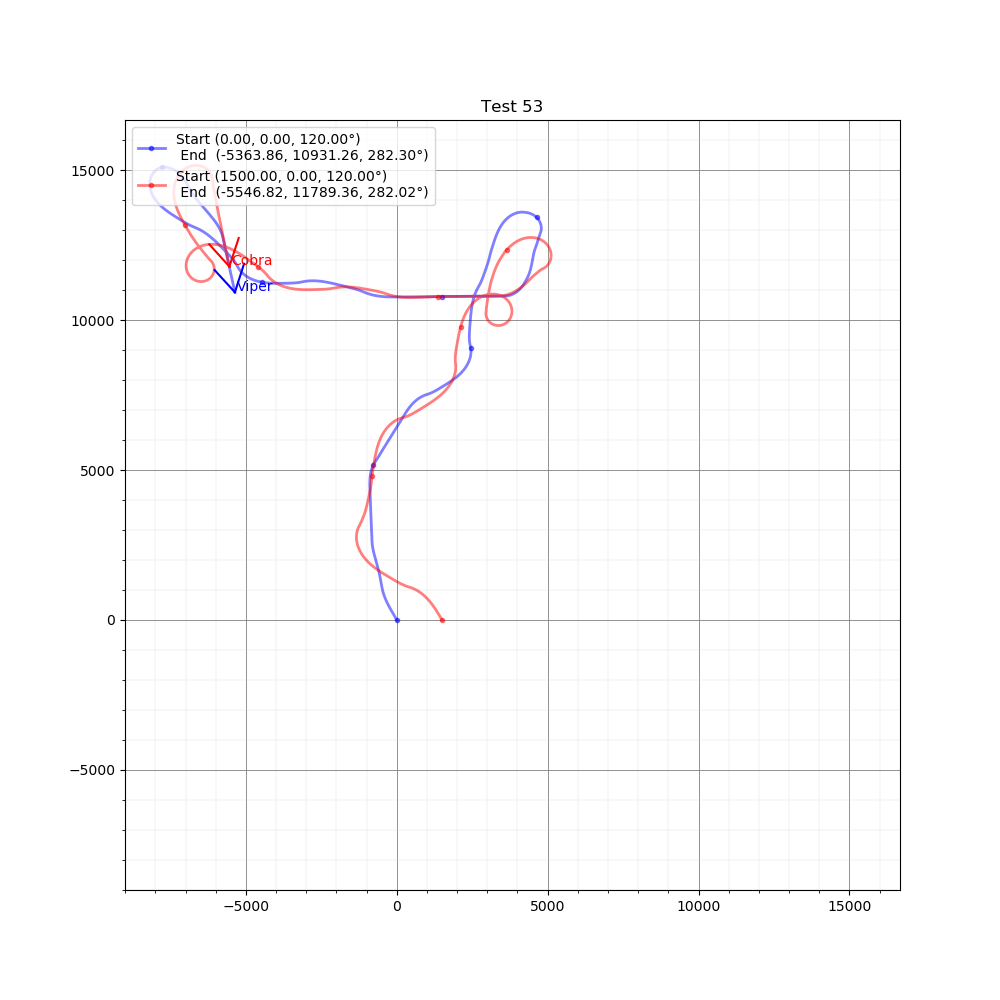 Test 53
Start (0.00, 0.00, 120.00°)
End (-5363.86, 10931.26, 282.30°)
Start (1500.00, 0.00, 120.00°)
End (-5546.82, 11789.36, 282.02°)
Cobra
Viper
15000
10000
5000
0
−5000
−5000
0
5000
10000
15000